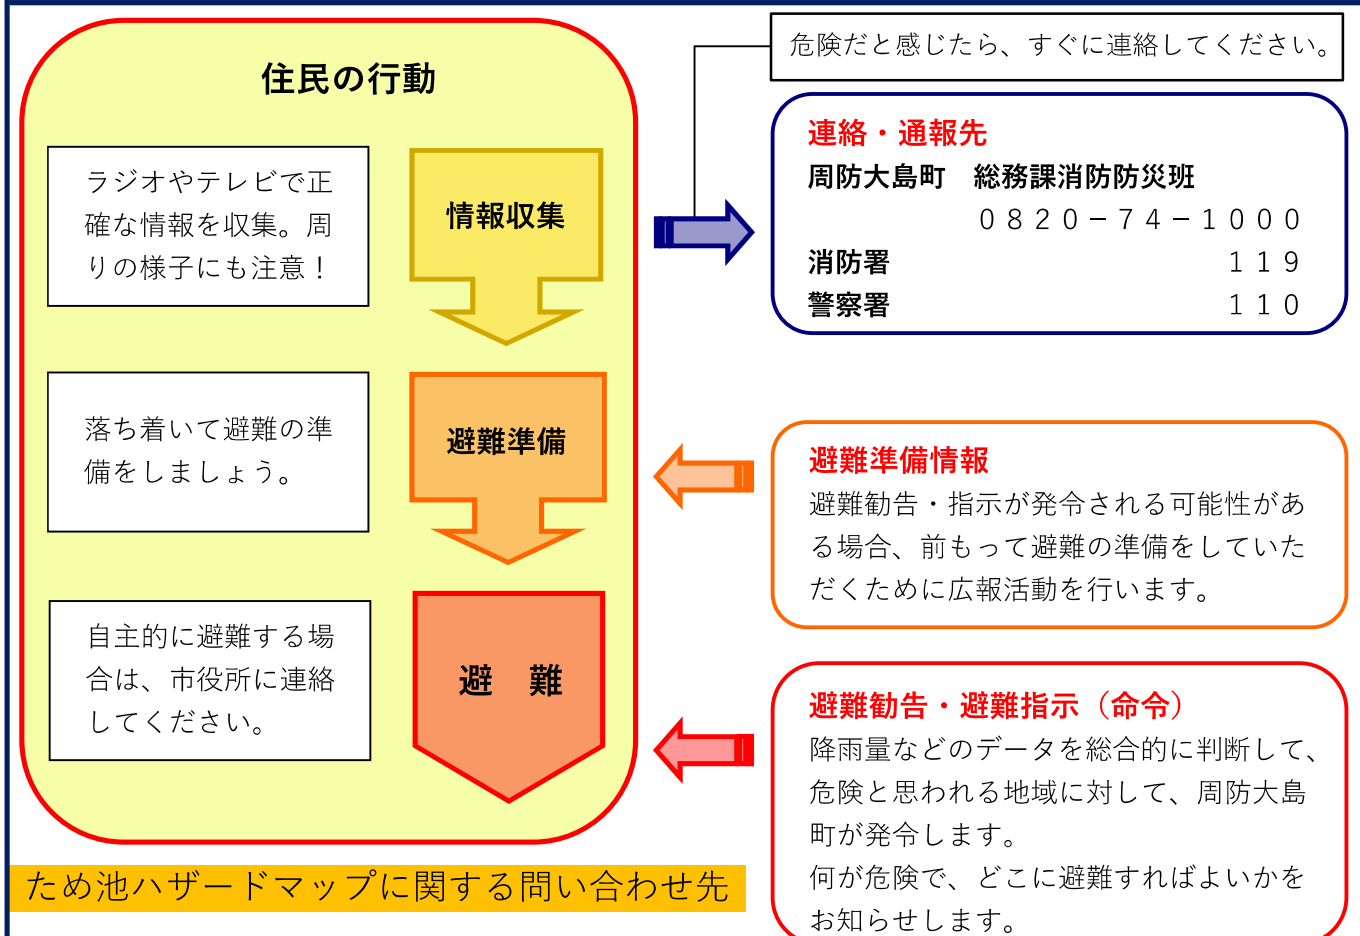 住民の行動
ラジオやテレビで正
確な情報を収集。周
りの様子にも注意！
情報収集
落ち着いて避難の準
備をしましょう。
避難準備
自主的に避難する場
合は、市役所に連絡
してください。
避　難
危険だと感じたら、すぐに連絡してください。
連絡・通報先
周防大島町　総務課消防防災班
０８２０－７４－１０００
消防署　１１９
警察署　１１０
避難準備情報
避難勧告・指示が発令される可能性があ
る場合、前もって避難の準備をしていた
だくために広報活動を行います。
避難勧告・避難指示（命令）
降雨量などのデータを総合的に判断して、
危険と思われる地域に対して、周防大島
町が発令します。
何が危険で、どこに避難すればよいかを
お知らせします。
ため池ハザードマップに関する問い合わせ先